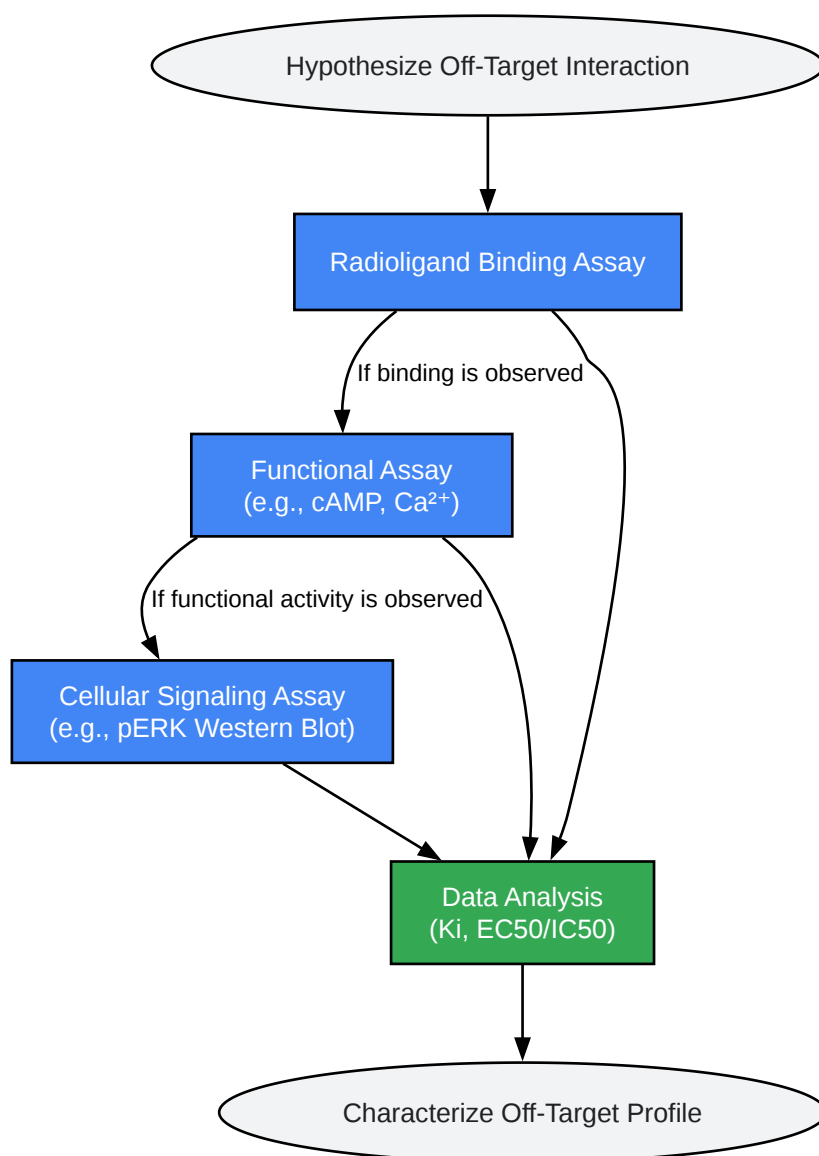 Hypothesize Off-Target Interaction
Radioligand Binding Assay
If binding is observed
Functional Assay
(e.g., cAMP, Ca²⁺)
If functional activity is observed
Cellular Signaling Assay
(e.g., pERK Western Blot)
Data Analysis
(Ki, EC50/IC50)
Characterize Off-Target Profile